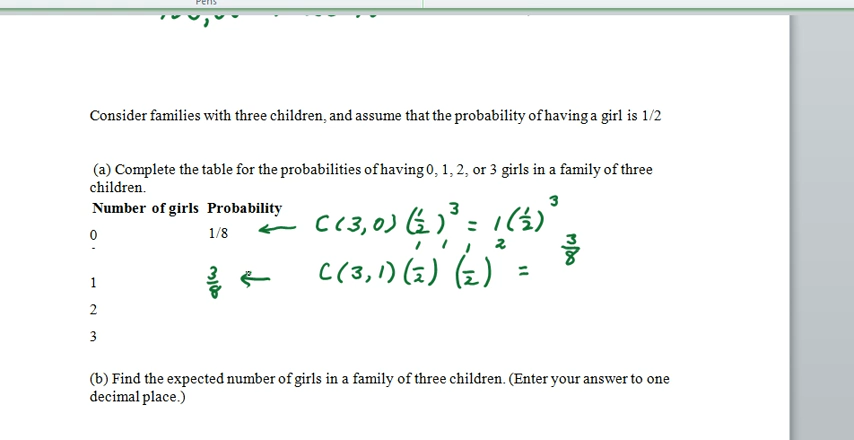 Pens
Consider families with three children, and assume that the probability of having a girl is 1/2
(a) Complete the table for the probabilities of having 0, 1, 2, or 3 girls in a family of three
children.
Number of girls Probability
0 1/8 ← C(3,0) (1/2)^3 = 1(1/2)^3
1 3/8 ← C(3,1) (1/2)^1 (1/2)^2 = 3/8
2
3
(b) Find the expected number of girls in a family of three children. (Enter your answer to one
decimal place.)